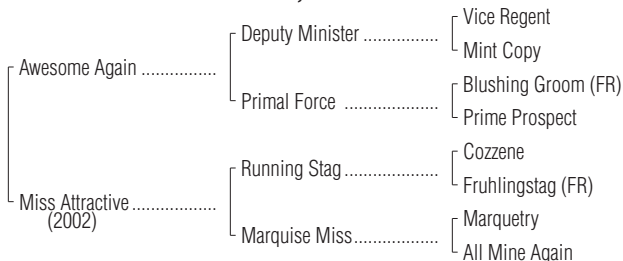 Vice Regent
Deputy Minister ..................
Mint Copy
Awesome Again ................
Blushing Groom (FR)
Primal Force ......................
Prime Prospect
Cozzene
Running Stag ......................
Fruhlingstag (FR)
Miss Attractive ..................
(2002)
Marquetry
Marquise Miss ....................
All Mine Again